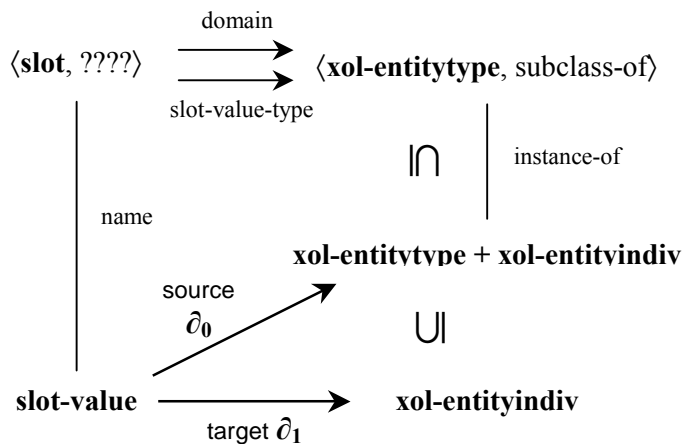 domain
⟨slot, ????⟩ ⟨xol-entitytype, subclass-of⟩
slot-value-type
instance-of
name
xol-entitytype + xol-entityindiv
source
∂0
slot-value xol-entityindiv
target ∂1